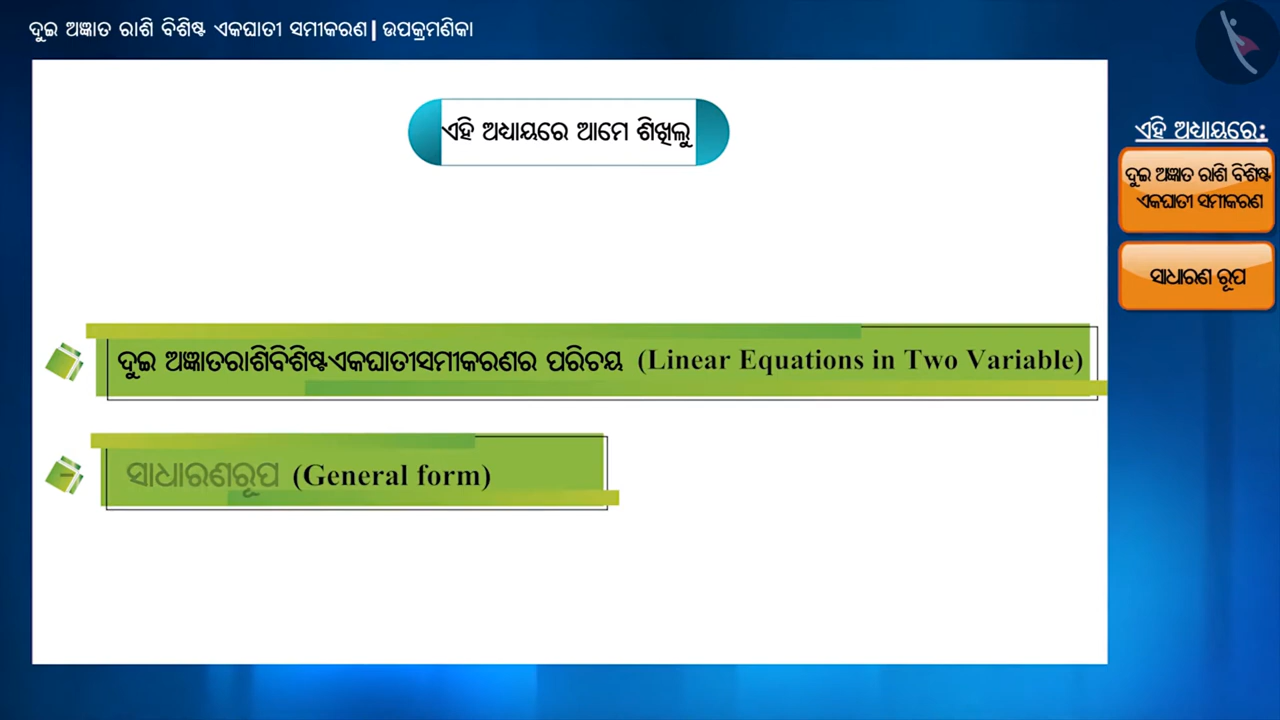 ଦୁଇ ଅଜ୍ଞାତ ରାଶି ବିଶିଷ୍ଟ ଏକଘାତୀ ସମୀକରଣ | ଉପକ୍ରମଣିକା
ଏହି ଅଧ୍ୟାୟରେ ଆମେ ଶିଖିଲୁ
ଦୁଇ ଅଜ୍ଞାତରାଶିବିଶିଷ୍ଟଏକଘାତୀସମୀକରଣର ପରିଚୟ (Linear Equations in Two Variable)
ସାଧାରଣରୂପ (General form)
ଏହି ଅଧ୍ୟାୟରେ:
ଦୁଇ ଅଜ୍ଞାତ ରାଶି ବିଶିଷ୍ଟ
ଏକଘାତୀ ସମୀକରଣ
ସାଧାରଣ ରୂପ